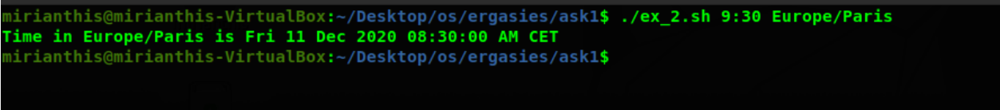 mirianthis@mirianthis-VirtualBox:~/Desktop/os/ergasies/ask1$ ./ex_2.sh 9:30 Europe/Paris
Time in Europe/Paris is Fri 11 Dec 2020 08:30:00 AM CET
mirianthis@mirianthis-VirtualBox:~/Desktop/os/ergasies/ask1$